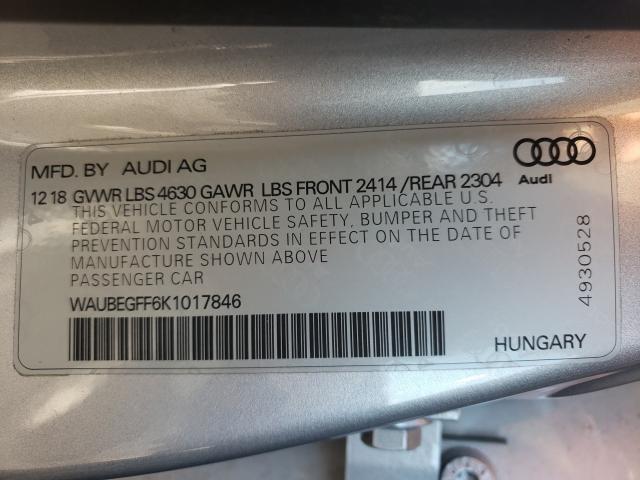 MFD. BY AUDI AG
Audi
12 18 GVWR LBS 4630 GAWR LBS FRONT 2414 /REAR 2304
THIS VEHICLE CONFORMS TO ALL APPLICABLE U.S.
FEDERAL MOTOR VEHICLE SAFETY, BUMPER AND THEFT
PREVENTION STANDARDS IN EFFECT ON THE DATE OF
MANUFACTURE SHOWN ABOVE
PASSENGER CAR
WAUBEGFF6K1017846
HUNGARY
4930528